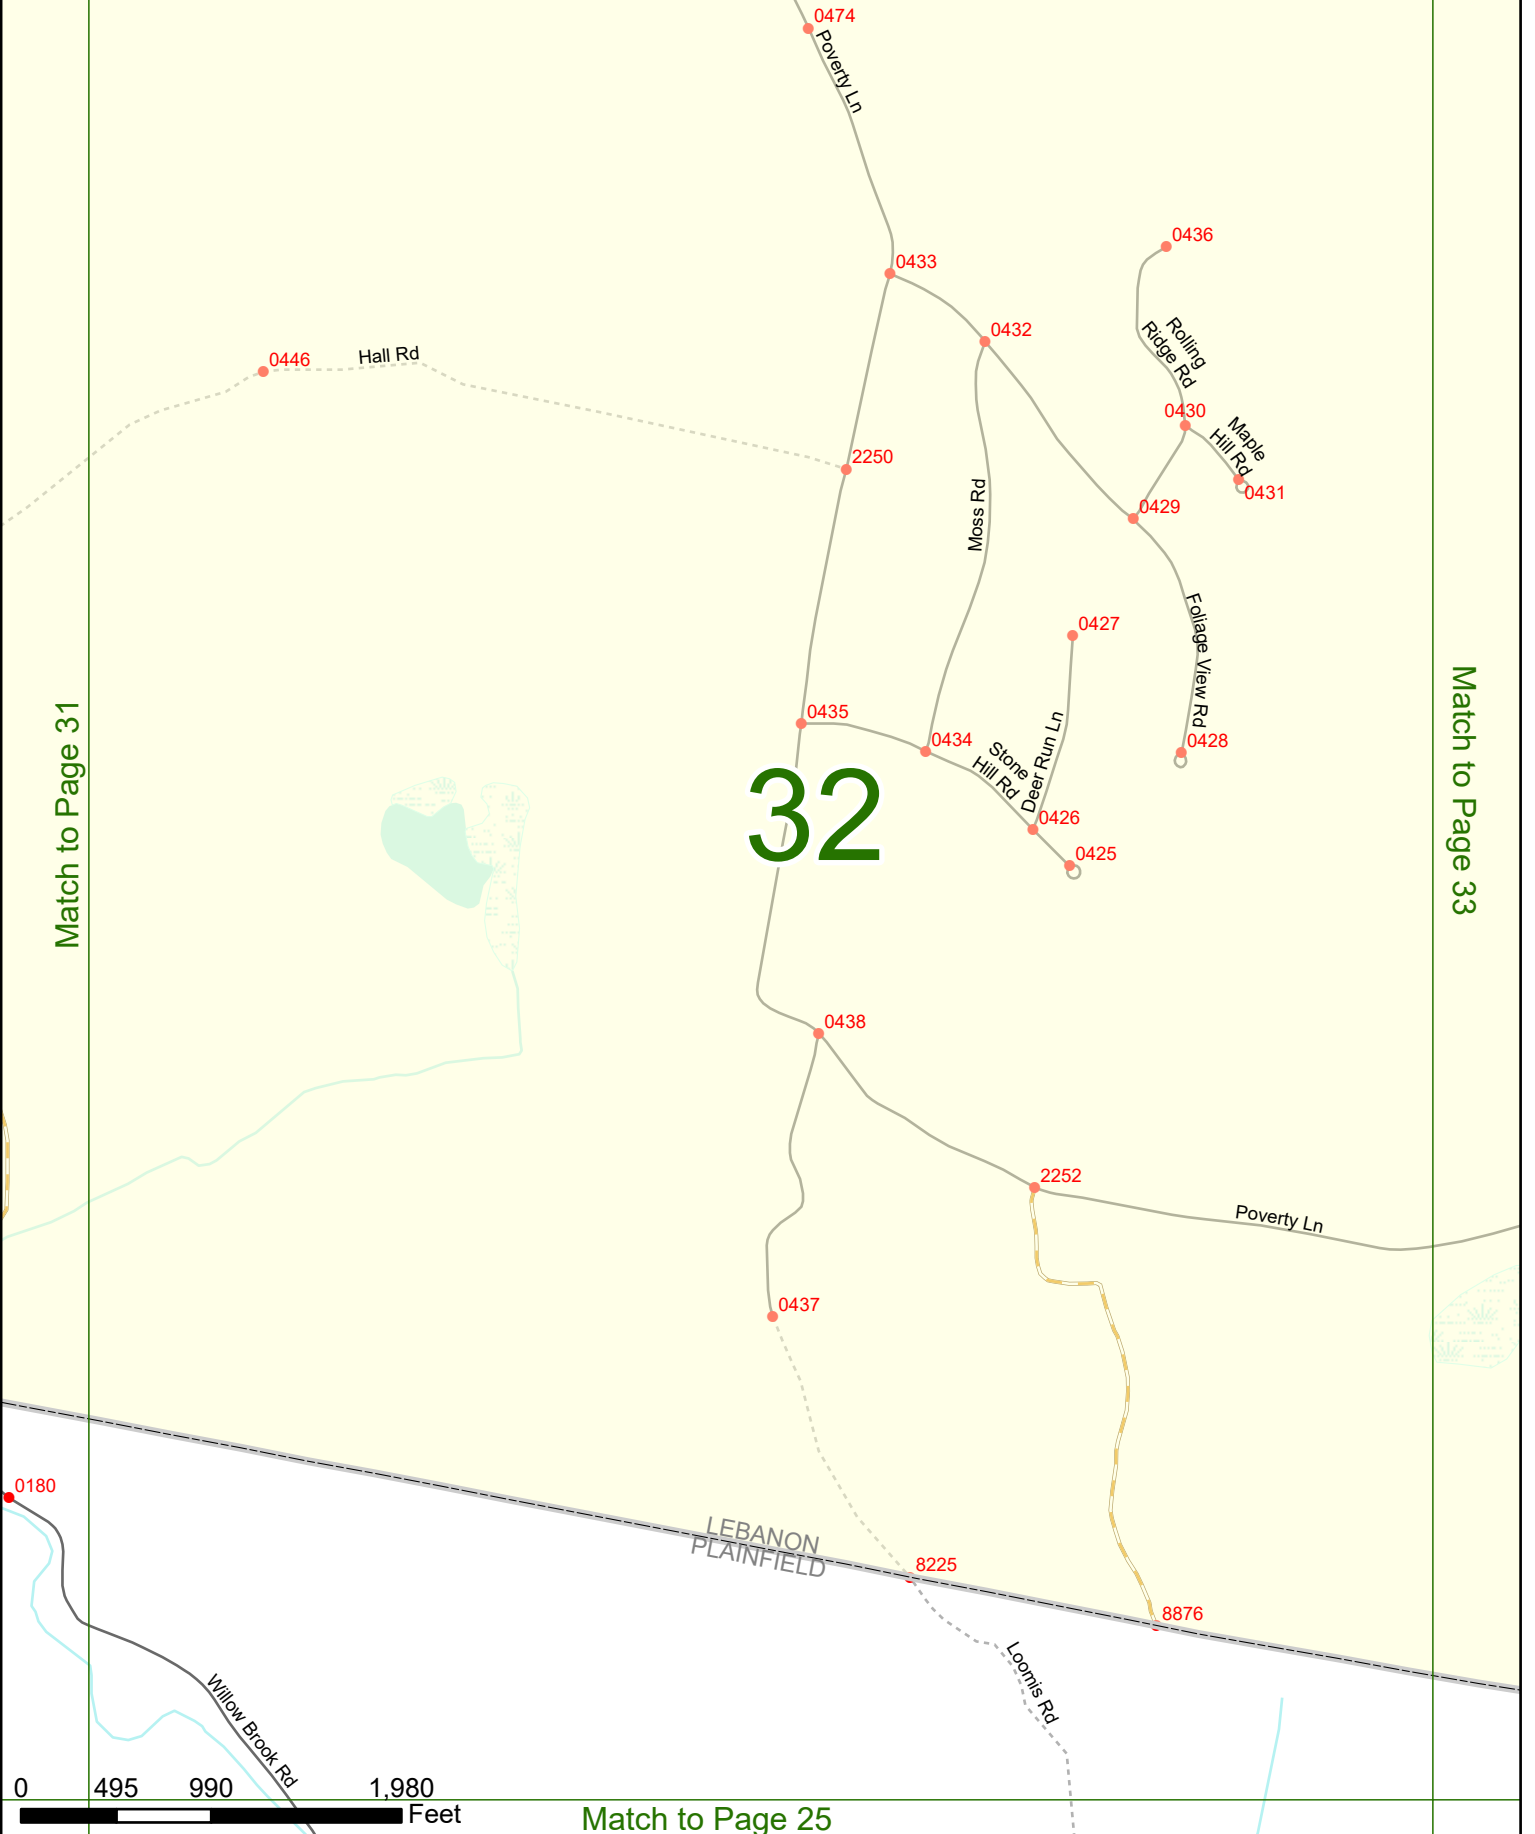 0474
Poverty Ln
0436
0433
0432
Rolling
Ridge Rd
0446
Hall Rd
0430
Maple
Hill Rd
2250
0431
0429
Moss Rd
Foliage View Rd
0427
Match to Page 31
Match to Page 33
0435
0434
Stone
Hill Rd
Deer Run Ln
0428
32
0426
0425
0438
2252
Poverty Ln
0437
0180
LEBANON
PLAINFIELD
8225
8876
Loomis Rd
Willow Brook Rd
0 495 990 1,980
Feet
Match to Page 25